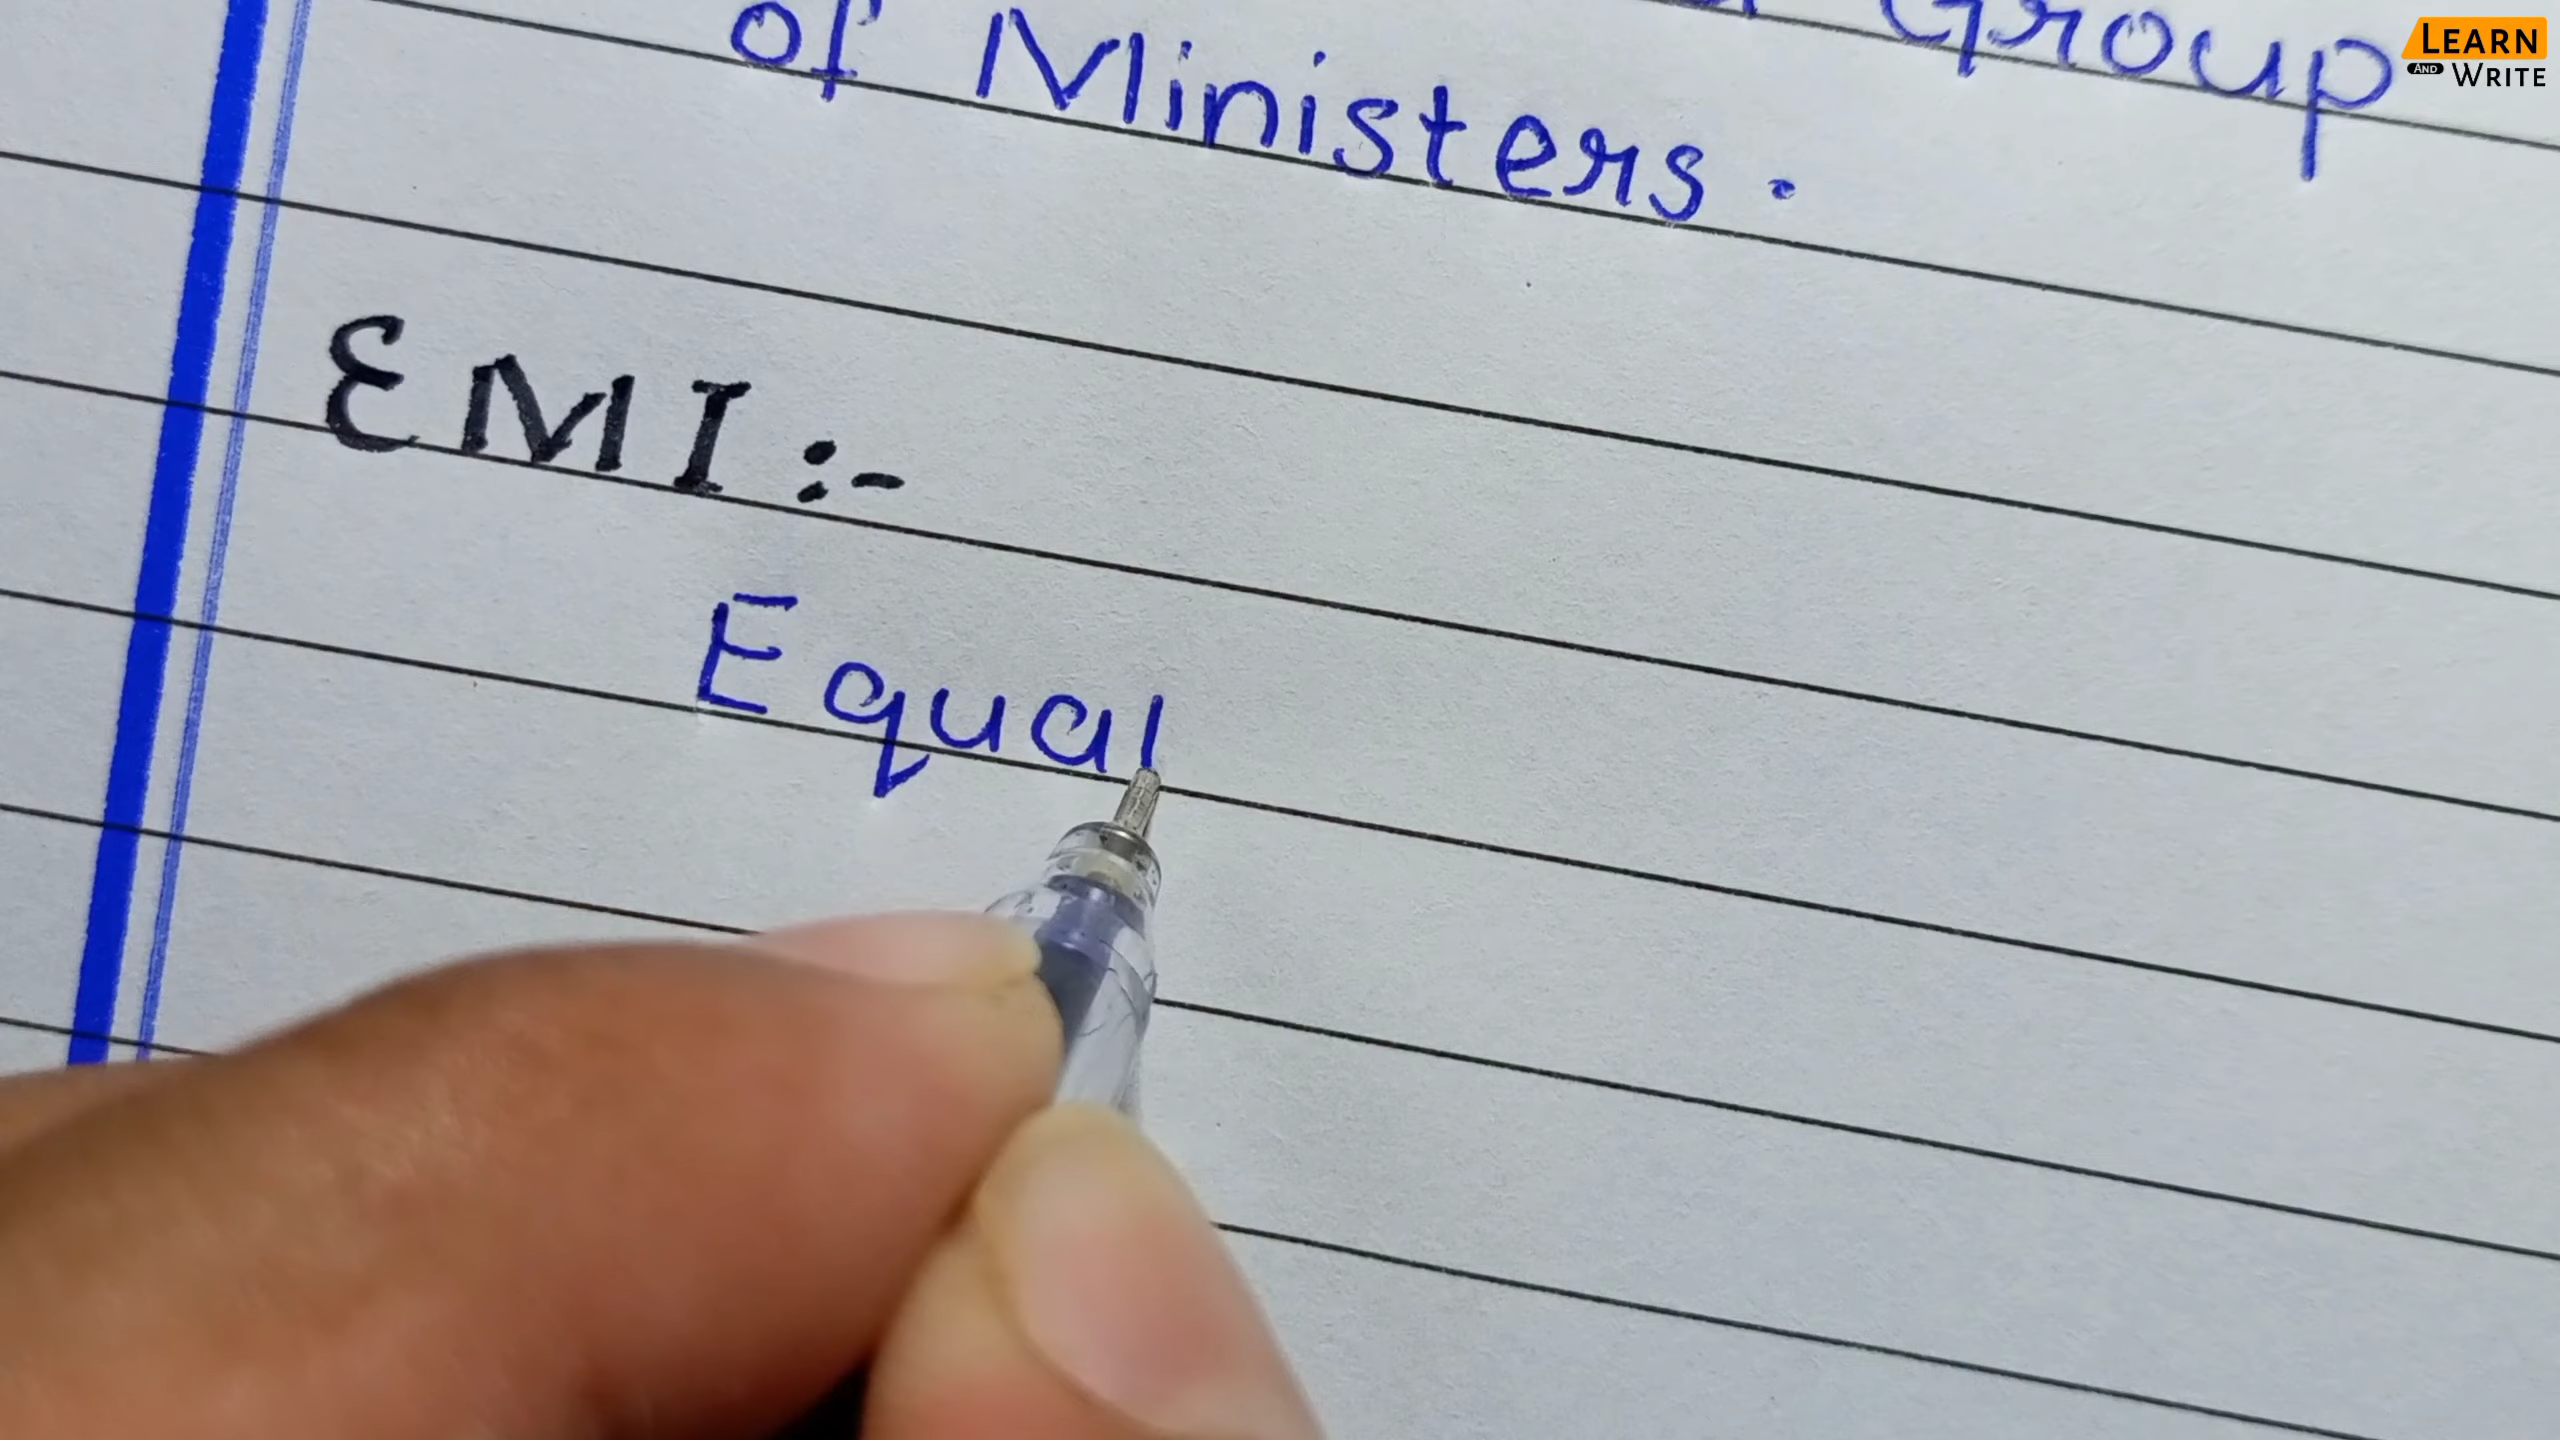 Group
of Ministers.
EMI:-
Equal
LEARN
AND WRITE